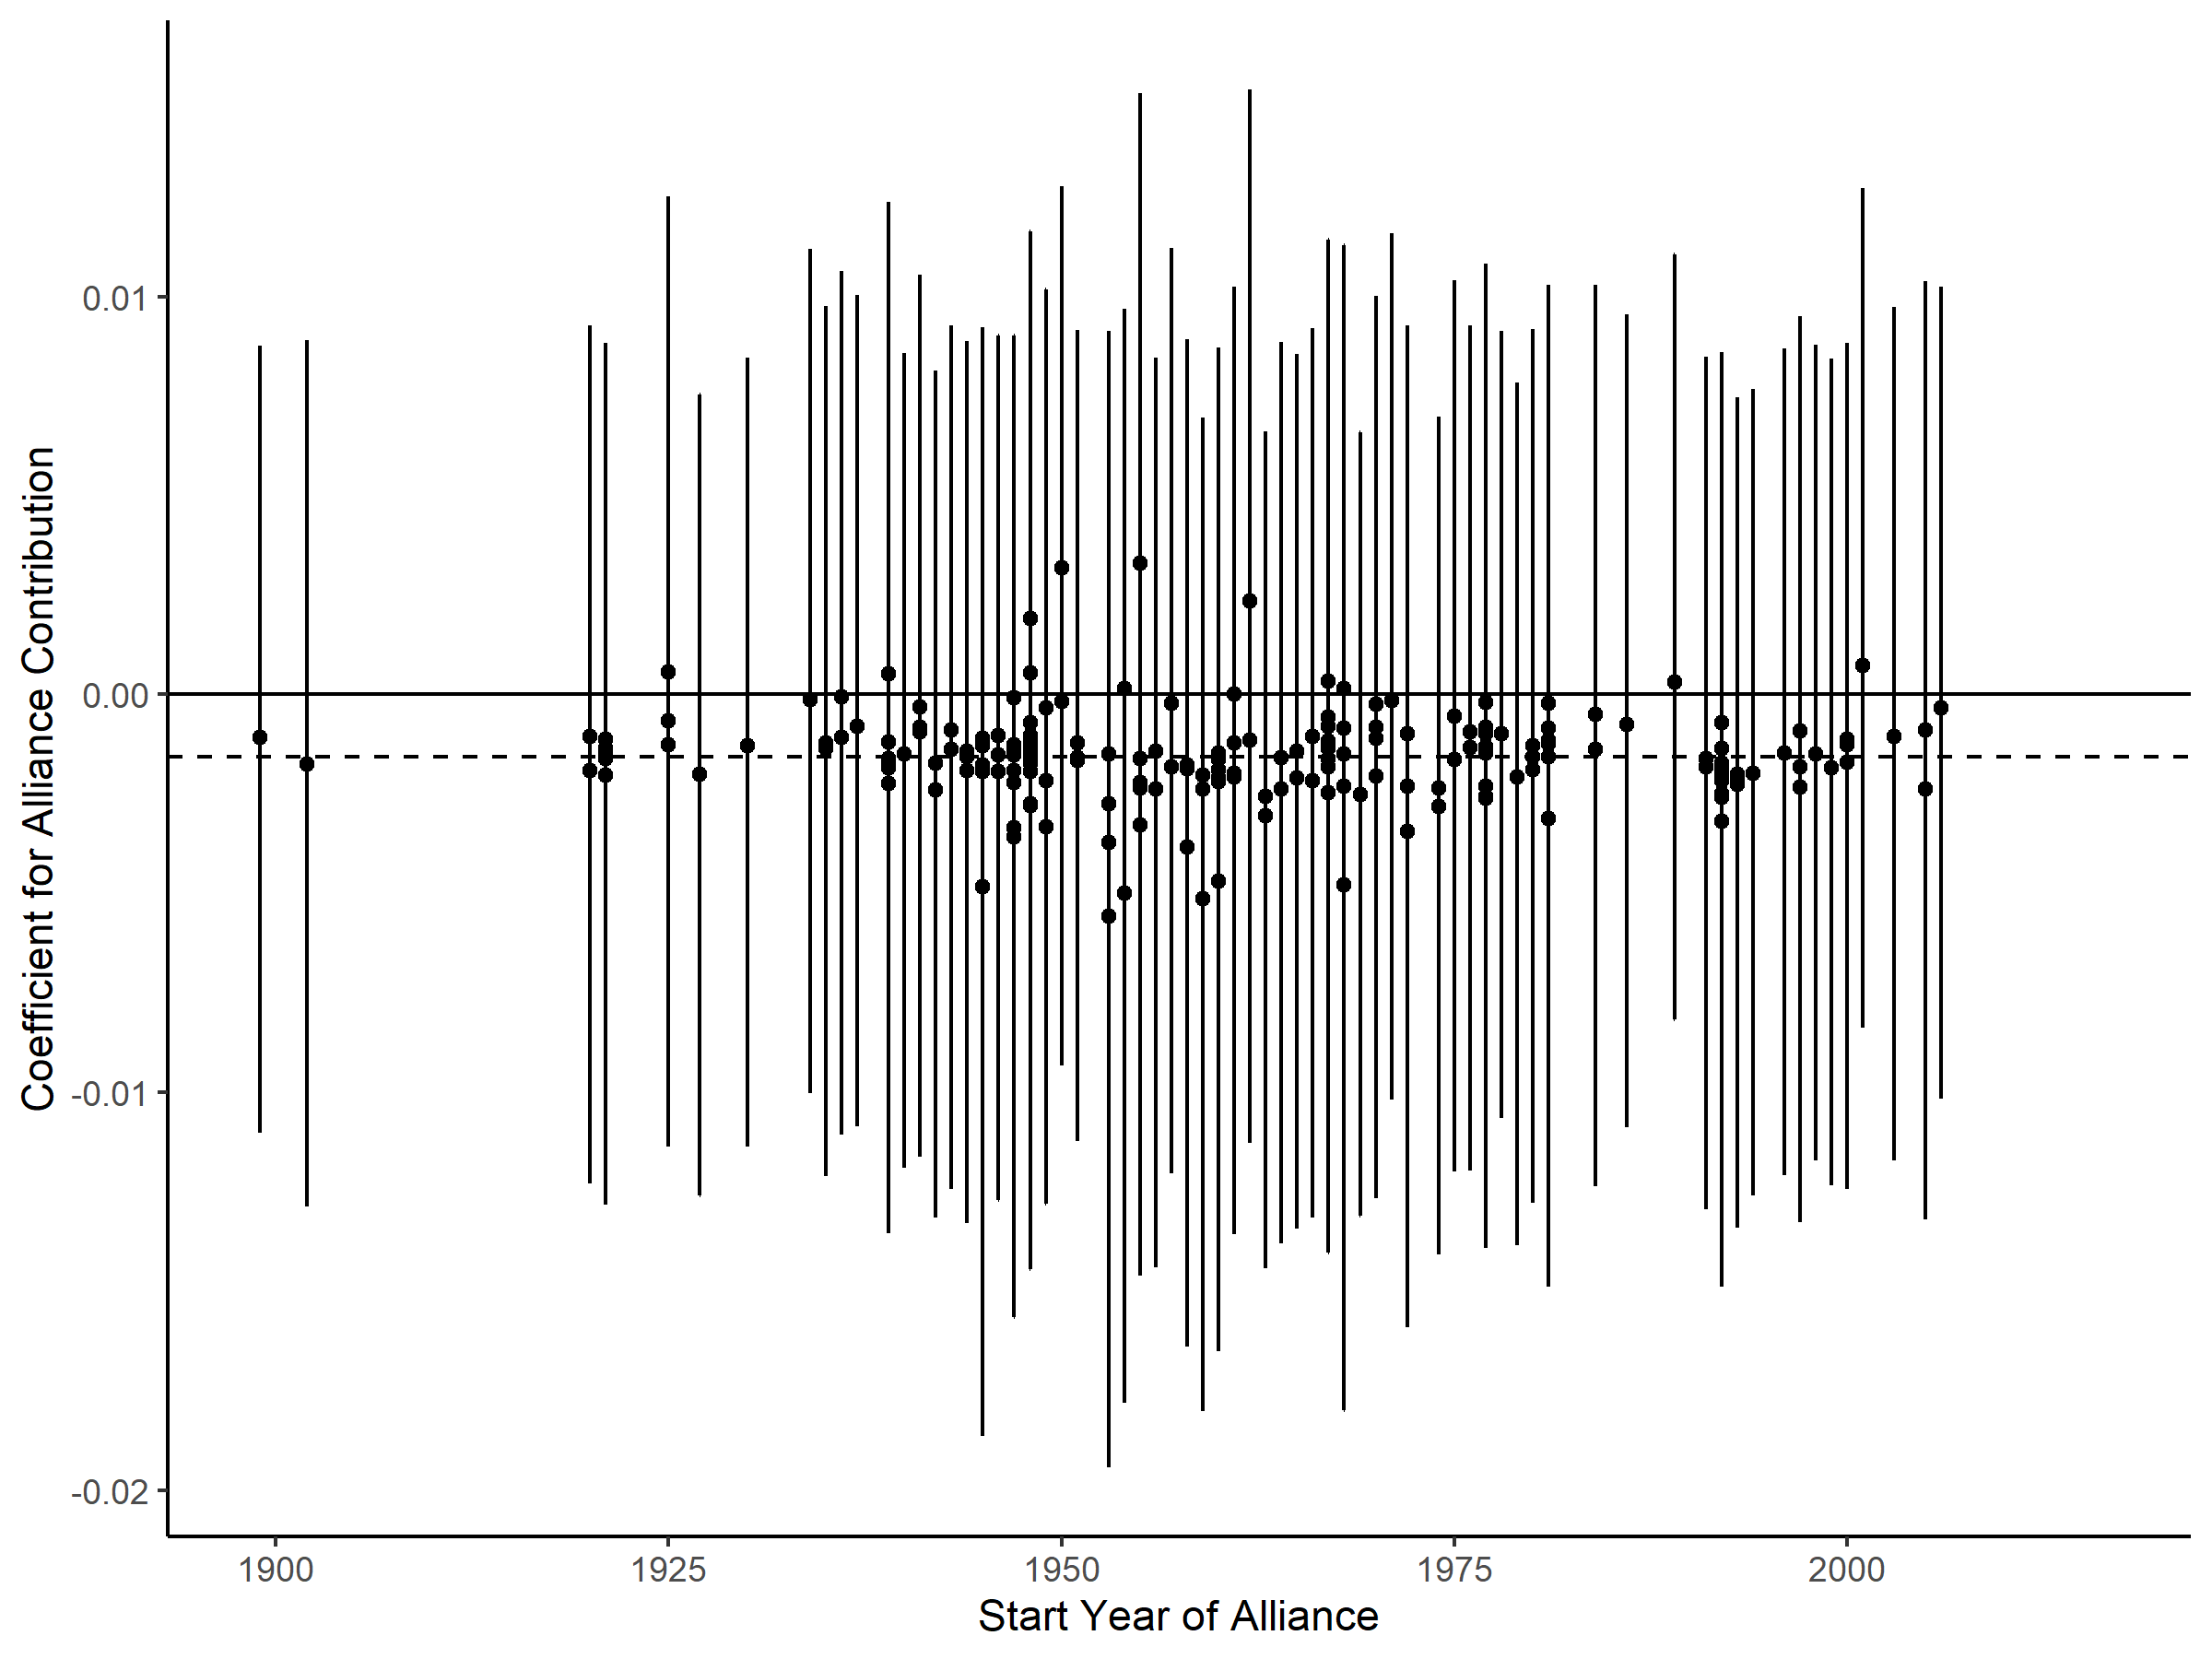 Coefficient for Alliance Contribution
0.01
0.00
-0.01
-0.02
1900 1925 1950 1975 2000
Start Year of Alliance